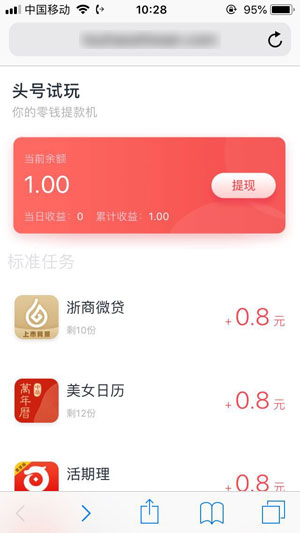 中国移动 10:28 95%
头号试玩
你的零钱提款机
当前余额
1.00
提现
当日收益：0 累计收益：1.00
标准任务
上市背景
浙商微贷
剩10份
+0.8元
萬年曆
美女日历
剩12份
+0.8元
活期理
+0.8元